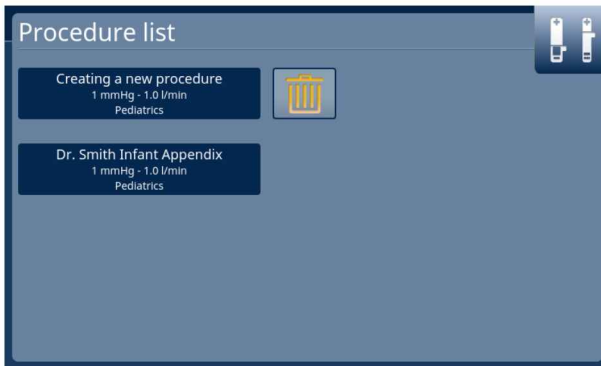 Procedure list
Creating a new procedure
1 mmHg - 1.0 l/min
Pediatrics
Dr. Smith Infant Appendix
1 mmHg - 1.0 l/min
Pediatrics